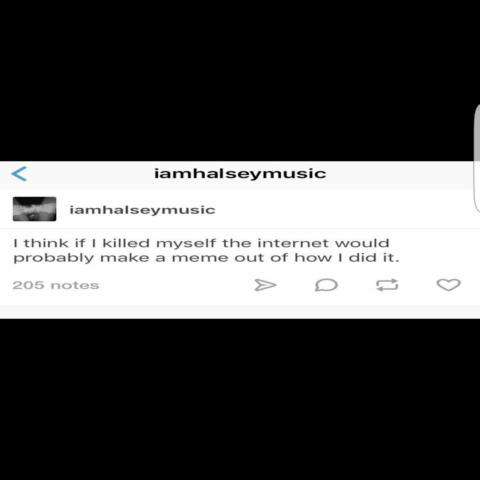 iamhalseymusic
iamhalseymusic
I think if I killed myself the internet would
probably make a meme out of how I did it.
205 notes